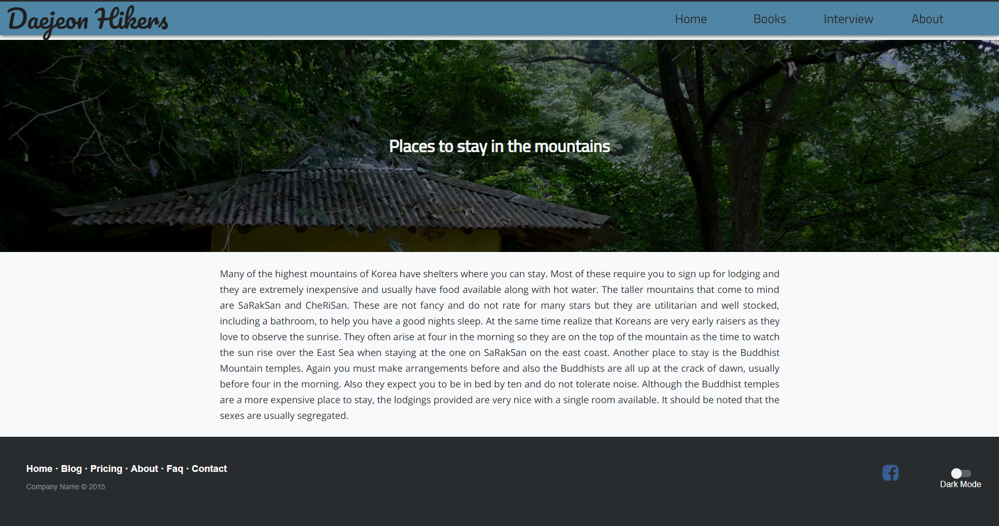 Daejeon Hikers
Home Books Interview About
Places to stay in the mountains
Many of the highest mountains of Korea have shelters where you can stay. Most of these require you to sign up for lodging and
they are extremely inexpensive and usually have food available along with hot water. The taller mountains that come to mind
are SaRakSan and CheRiSan. These are not fancy and do not rate for many stars but they are utilitarian and well stocked,
including a bathroom, to help you have a good nights sleep. At the same time realize that Koreans are very early raisers as they
love to observe the sunrise. They often arise at four in the morning so they are on the top of the mountain as the time to watch
the sun rise over the East Sea when staying at the one on SaRakSan on the east coast. Another place to stay is the Buddhist
Mountain temples. Again you must make arrangements before and also the Buddhists are all up at the crack of dawn, usually
before four in the morning. Also they expect you to be in bed by ten and do not tolerate noise. Although the Buddhist temples
are a more expensive place to stay, the lodgings provided are very nice with a single room available. It should be noted that the
sexes are usually segregated.
Home · Blog · Pricing · About · Faq · Contact
Company Name © 2015
Dark Mode